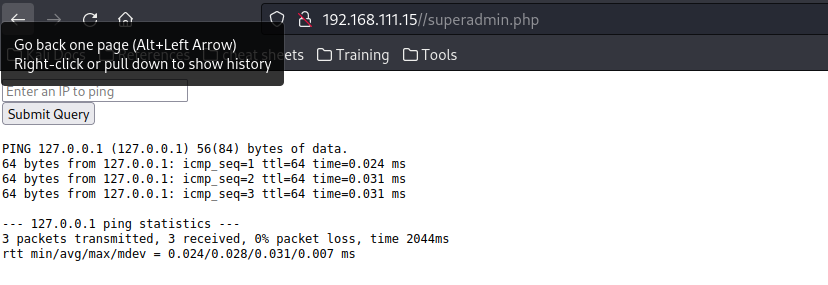 192.168.111.15//superadmin.php
Go back one page (Alt+Left Arrow)
Right-click or pull down to show history
cheat sheets
Training
Tools
Enter an IP to ping
Submit Query
PING 127.0.0.1 (127.0.0.1) 56(84) bytes of data.
64 bytes from 127.0.0.1: icmp_seq=1 ttl=64 time=0.024 ms
64 bytes from 127.0.0.1: icmp_seq=2 ttl=64 time=0.031 ms
64 bytes from 127.0.0.1: icmp_seq=3 ttl=64 time=0.031 ms
--- 127.0.0.1 ping statistics ---
3 packets transmitted, 3 received, 0% packet loss, time 2044ms
rtt min/avg/max/mdev = 0.024/0.028/0.031/0.007 ms